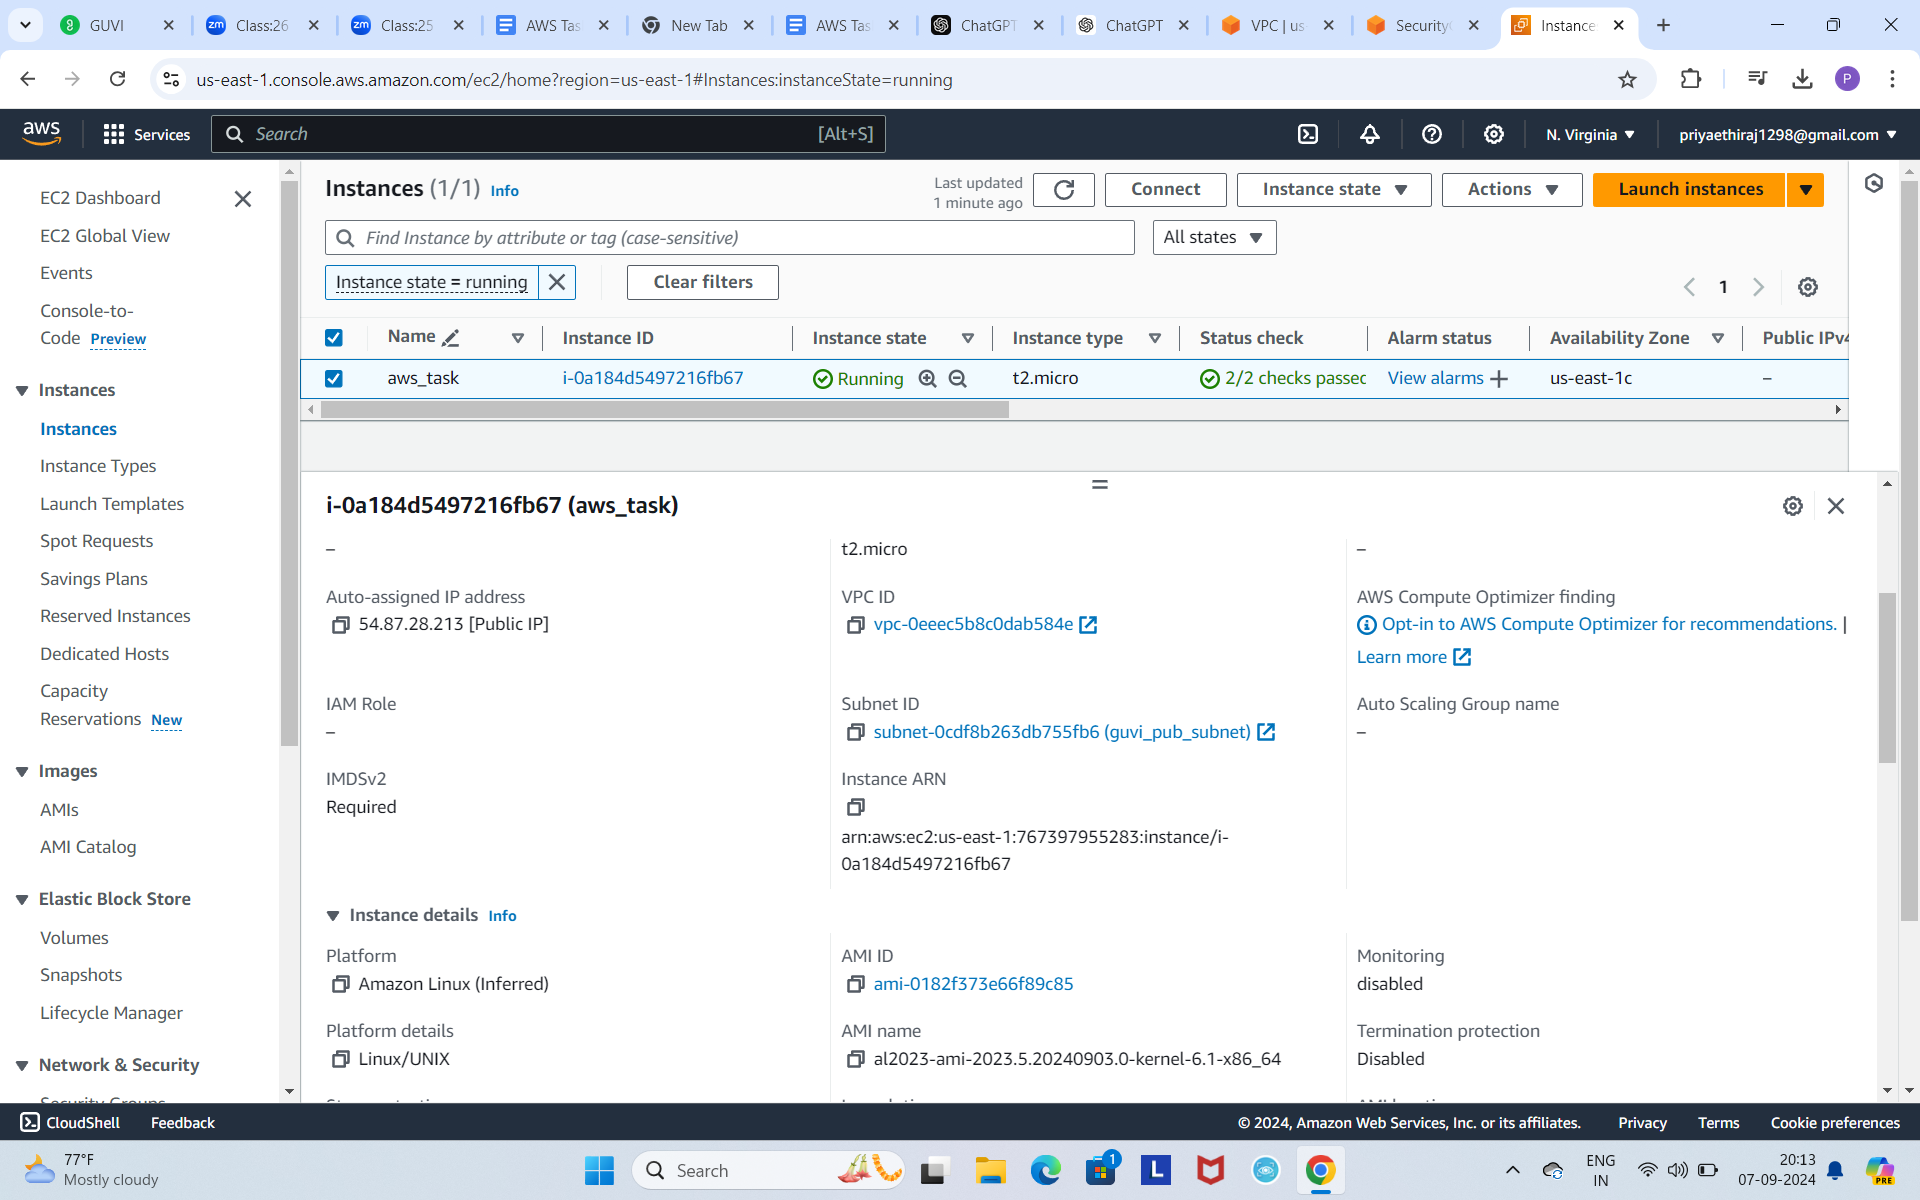 GUVI
Class:26
Class:25
AWS Tas
New Tab
AWS Tas
ChatGPT
ChatGPT
VPC | us-
Security
Instance
us-east-1.console.aws.amazon.com/ec2/home?region=us-east-1#Instances:instanceState=running
P
aws
Services
Search
[Alt+S]
N. Virginia
priyaethiraj1298@gmail.com
EC2 Dashboard
EC2 Global View
Events
Console-to-
Code Preview
Instances
Instances
Instance Types
Launch Templates
Spot Requests
Savings Plans
Reserved Instances
Dedicated Hosts
Capacity
Reservations New
Images
AMIs
AMI Catalog
Elastic Block Store
Volumes
Snapshots
Lifecycle Manager
Network & Security
Security Groups
Instances (1/1) Info
Last updated
1 minute ago
Connect
Instance state
Actions
Launch instances
Find Instance by attribute or tag (case-sensitive)
All states
Instance state = running
Clear filters
1
Name
Instance ID
Instance state
Instance type
Status check
Alarm status
Availability Zone
Public IPv4
aws_task
i-0a184d5497216fb67
Running
t2.micro
2/2 checks passec
View alarms
us-east-1c
–
i-0a184d5497216fb67 (aws_task)
–
t2.micro
–
Auto-assigned IP address
54.87.28.213 [Public IP]
VPC ID
vpc-0eeec5b8c0dab584e
AWS Compute Optimizer finding
Opt-in to AWS Compute Optimizer for recommendations. |
Learn more
IAM Role
–
Subnet ID
subnet-0cdf8b263db755fb6 (guvi_pub_subnet)
Auto Scaling Group name
–
IMDSv2
Required
Instance ARN
arn:aws:ec2:us-east-1:767397955283:instance/i-
0a184d5497216fb67
Instance details Info
Platform
Amazon Linux (Inferred)
AMI ID
ami-0182f373e66f89c85
Monitoring
disabled
Platform details
Linux/UNIX
AMI name
al2023-ami-2023.5.20240903.0-kernel-6.1-x86_64
Termination protection
Disabled
CloudShell
Feedback
© 2024, Amazon Web Services, Inc. or its affiliates.
Privacy
Terms
Cookie preferences
77°F
Mostly cloudy
Search
1
L
ENG
IN
20:13
07-09-2024
PRE